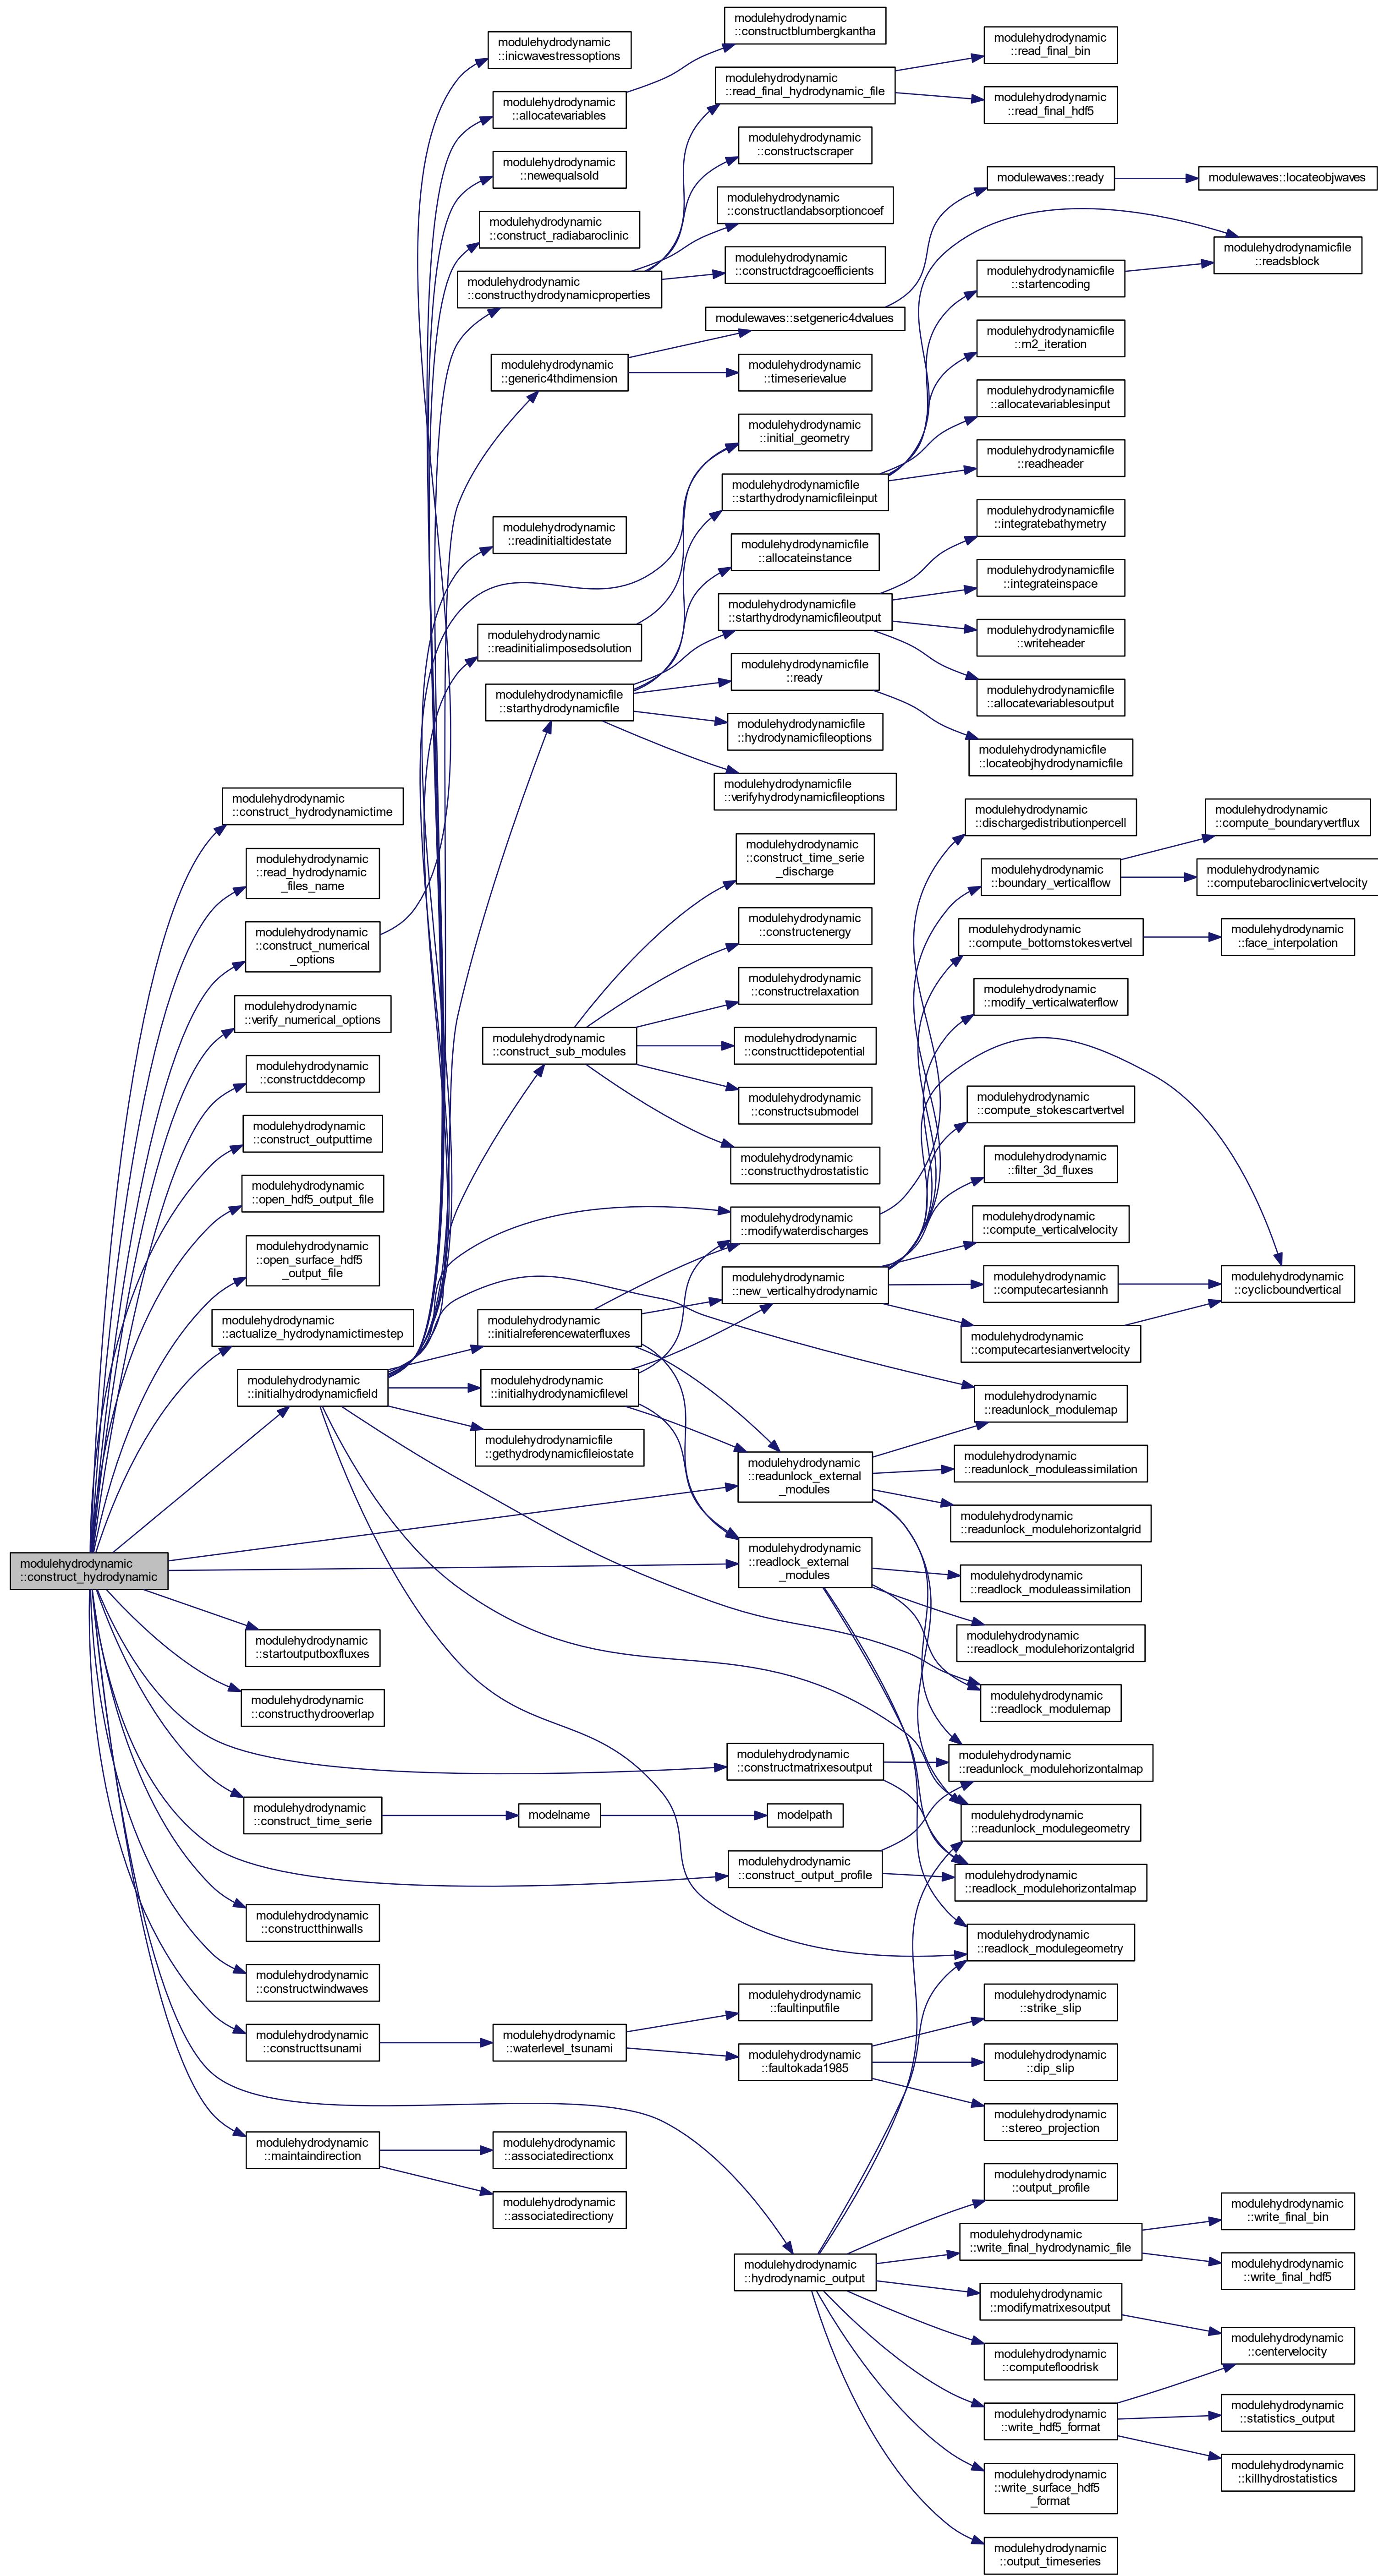 modulehydrodynamic
::construct_hydrodynamic
modulehydrodynamic
::construct_hydrodynamictime
modulehydrodynamic
::read_hydrodynamic
_files_name
modulehydrodynamic
::construct_numerical
_options
modulehydrodynamic
::verify_numerical_options
modulehydrodynamic
::constructddecomp
modulehydrodynamic
::construct_outputtime
modulehydrodynamic
::open_hdf5_output_file
modulehydrodynamic
::open_surface_hdf5
_output_file
modulehydrodynamic
::actualize_hydrodynamictimestep
modulehydrodynamic
::initialhydrodynamicfield
modulehydrodynamic
::startoutputboxfluxes
modulehydrodynamic
::constructhydrooverlap
modulehydrodynamic
::construct_time_serie
modulehydrodynamic
::constructthinwalls
modulehydrodynamic
::constructwindwaves
modulehydrodynamic
::constructtsunami
modulehydrodynamic
::maintaindirection
modulehydrodynamic
::inicwavestressoptions
modulehydrodynamic
::allocatevariables
modulehydrodynamic
::newequalsold
modulehydrodynamic
::construct_radiabaroclinic
modulehydrodynamic
::constructhydrodynamicproperties
modulehydrodynamic
::generic4thdimension
modulehydrodynamic
::readinitialtidestate
modulehydrodynamic
::readinitialimposedsolution
modulehydrodynamicfile
::starthydrodynamicfile
modulehydrodynamic
::construct_sub_modules
modulehydrodynamic
::initialreferencewaterfluxes
modulehydrodynamic
::initialhydrodynamicfilevel
modulehydrodynamicfile
::gethydrodynamicfileiostate
modelname
modulehydrodynamic
::waterlevel_tsunami
modulehydrodynamic
::associatedirectionx
modulehydrodynamic
::associatedirectiony
modulehydrodynamic
::constructblumbergkantha
modulehydrodynamic
::read_final_hydrodynamic_file
modulehydrodynamic
::constructscraper
modulehydrodynamic
::constructlandabsorptioncoef
modulehydrodynamic
::constructdragcoefficients
modulewaves::setgeneric4dvalues
modulehydrodynamic
::timeserievalue
modulehydrodynamic
::initial_geometry
modulehydrodynamicfile
::starthydrodynamicfileinput
modulehydrodynamicfile
::allocateinstance
modulehydrodynamicfile
::starthydrodynamicfileoutput
modulehydrodynamicfile
::ready
modulehydrodynamicfile
::hydrodynamicfileoptions
modulehydrodynamicfile
::verifyhydrodynamicfileoptions
modulehydrodynamic
::construct_time_serie
_discharge
modulehydrodynamic
::constructenergy
modulehydrodynamic
::constructrelaxation
modulehydrodynamic
::constructtidepotential
modulehydrodynamic
::constructsubmodel
modulehydrodynamic
::constructhydrostatistic
modulehydrodynamic
::modifywaterdischarges
modulehydrodynamic
::new_verticalhydrodynamic
modulehydrodynamic
::readunlock_external
_modules
modulehydrodynamic
::readlock_external
_modules
modulehydrodynamic
::constructmatrixesoutput
modelpath
modulehydrodynamic
::construct_output_profile
modulehydrodynamic
::faultinputfile
modulehydrodynamic
::faultokada1985
modulehydrodynamic
::hydrodynamic_output
modulehydrodynamic
::read_final_bin
modulehydrodynamic
::read_final_hdf5
modulewaves::ready
modulehydrodynamicfile
::startencoding
modulehydrodynamicfile
::m2_iteration
modulehydrodynamicfile
::allocatevariablesinput
modulehydrodynamicfile
::readheader
modulehydrodynamicfile
::integratebathymetry
modulehydrodynamicfile
::integrateinspace
modulehydrodynamicfile
::writeheader
modulehydrodynamicfile
::allocatevariablesoutput
modulehydrodynamicfile
::locateobjhydrodynamicfile
modulehydrodynamic
::dischargedistributionpercell
modulehydrodynamic
::boundary_verticalflow
modulehydrodynamic
::compute_bottomstokesvertvel
modulehydrodynamic
::modify_verticalwaterflow
modulehydrodynamic
::compute_stokescartvertvel
modulehydrodynamic
::filter_3d_fluxes
modulehydrodynamic
::compute_verticalvelocity
modulehydrodynamic
::computecartesiannh
modulehydrodynamic
::computecartesianvertvelocity
modulehydrodynamic
::readunlock_modulemap
modulehydrodynamic
::readunlock_moduleassimilation
modulehydrodynamic
::readunlock_modulehorizontalgrid
modulehydrodynamic
::readlock_moduleassimilation
modulehydrodynamic
::readlock_modulehorizontalgrid
modulehydrodynamic
::readlock_modulemap
modulehydrodynamic
::readunlock_modulehorizontalmap
modulehydrodynamic
::readunlock_modulegeometry
modulehydrodynamic
::readlock_modulehorizontalmap
modulehydrodynamic
::readlock_modulegeometry
modulehydrodynamic
::strike_slip
modulehydrodynamic
::dip_slip
modulehydrodynamic
::stereo_projection
modulehydrodynamic
::output_profile
modulehydrodynamic
::write_final_hydrodynamic_file
modulehydrodynamic
::modifymatrixesoutput
modulehydrodynamic
::computefloodrisk
modulehydrodynamic
::write_hdf5_format
modulehydrodynamic
::write_surface_hdf5
_format
modulehydrodynamic
::output_timeseries
modulewaves::locateobjwaves
modulehydrodynamicfile
::readsblock
modulehydrodynamic
::compute_boundaryvertflux
modulehydrodynamic
::computebaroclinicvertvelocity
modulehydrodynamic
::face_interpolation
modulehydrodynamic
::cyclicboundvertical
modulehydrodynamic
::write_final_bin
modulehydrodynamic
::write_final_hdf5
modulehydrodynamic
::centervelocity
modulehydrodynamic
::statistics_output
modulehydrodynamic
::killhydrostatistics